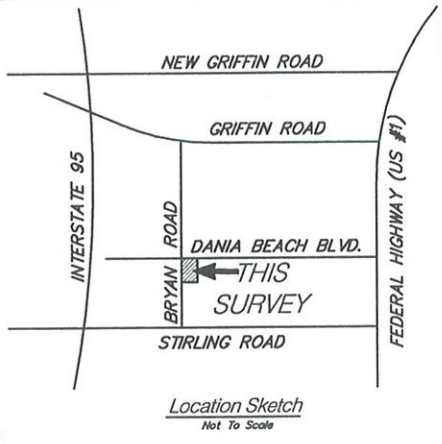 NEW GRIFFIN ROAD
GRIFFIN ROAD
INTERSTATE 95
FEDERAL HIGHWAY (US #1)
BRYAN ROAD
DANIA BEACH BLVD.
THIS
SURVEY
STIRLING ROAD
Location Sketch
Not To Scale